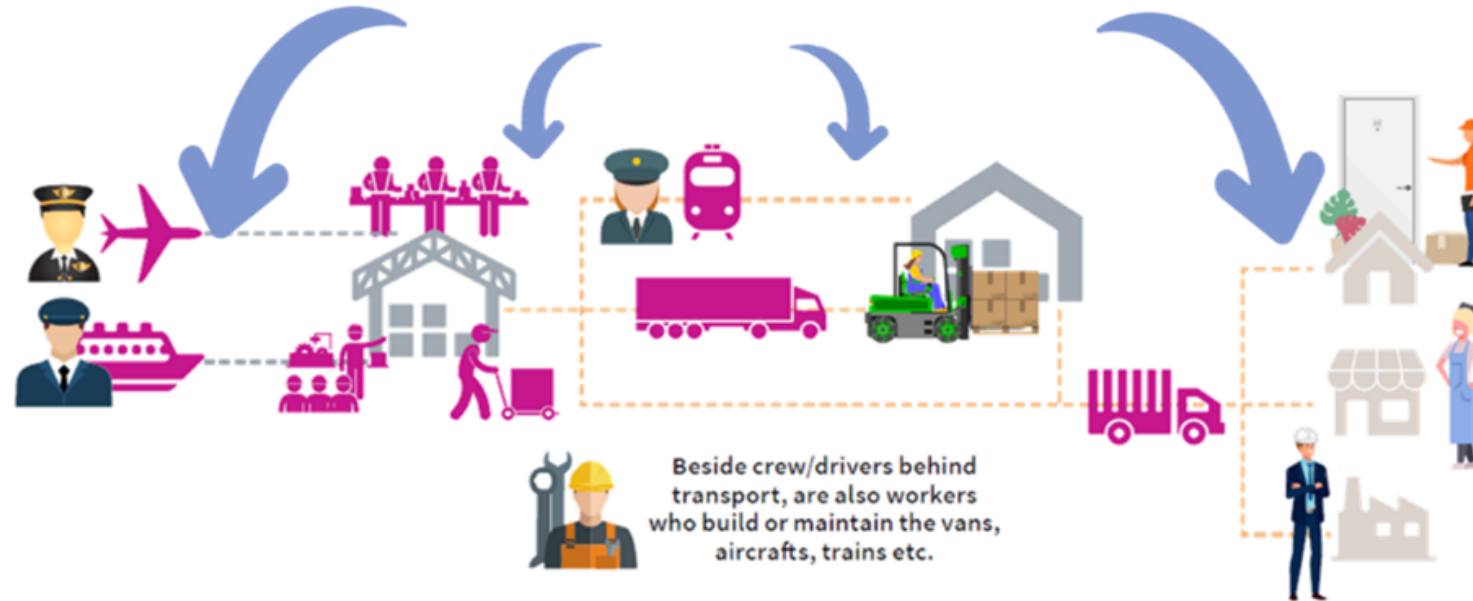 Beside crew/drivers behind
transport, are also workers
who build or maintain the vans,
aircrafts, trains etc.